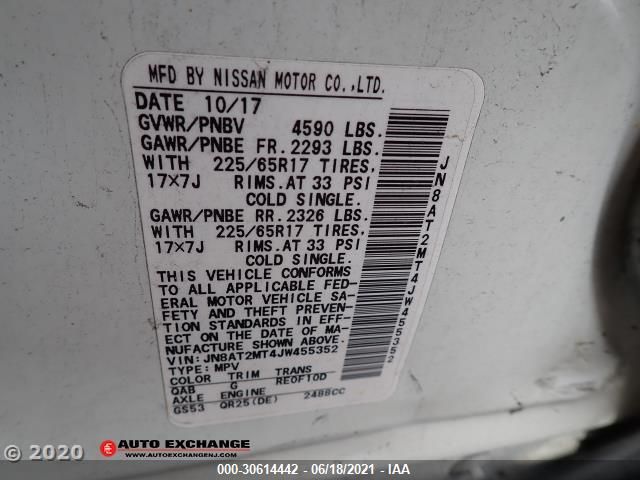 MFD BY NISSAN MOTOR CO.,LTD.
DATE 10/17
GVWR/PNBV 4590 LBS.
GAWR/PNBE FR. 2293 LBS.
WITH 225/65R17 TIRES,
17×7J RIMS.AT 33 PSI
COLD SINGLE.
GAWR/PNBE RR. 2326 LBS.
WITH 225/65R17 TIRES,
17×7J RIMS.AT 33 PSI
COLD SINGLE.
THIS VEHICLE CONFORMS
TO ALL APPLICABLE FED-
ERAL MOTOR VEHICLE SA-
FETY AND THEFT PREVEN-
TION STANDARDS IN EFF-
ECT ON THE DATE OF MA-
NUFACTURE SHOWN ABOVE.
VIN: JN8AT2MT4JW455352
TYPE: MPV
COLOR TRIM TRANS
QAB G RE0F10D
AXLE ENGINE
GS53 QR25(DE) 2488CC
JN8AT2MT4JW455352
© 2020
AUTO EXCHANGE
WWW.AUTOEXCHANGENJ.COM
000-30614442 - 06/18/2021 - IAA